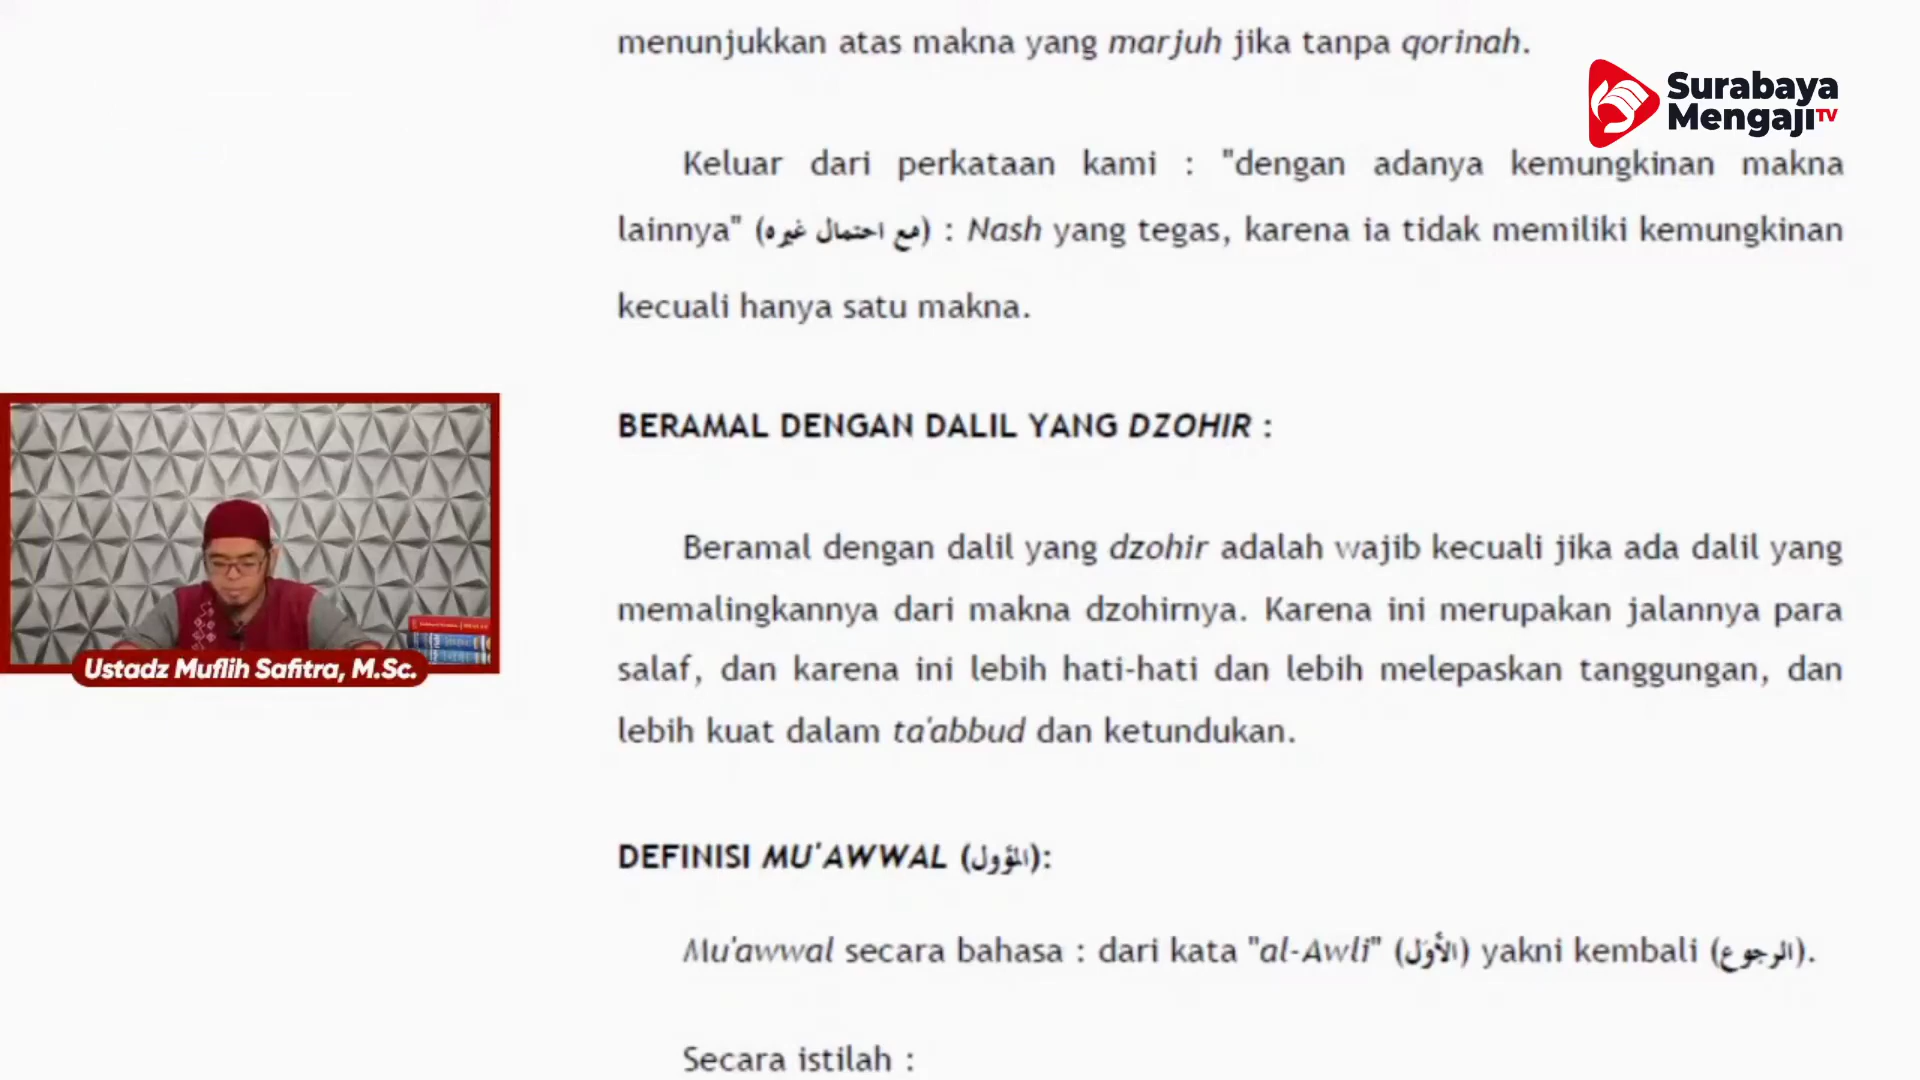 menunjukkan atas makna yang marjuh jika tanpa qorinah.
Surabaya
Mengaji TV
Keluar dari perkataan kami : "dengan adanya kemungkinan makna
lainnya" (مع احتمال غيره) : Nash yang tegas, karena ia tidak memiliki kemungkinan
kecuali hanya satu makna.
BERAMAL DENGAN DALIL YANG DZOHIR :
Beramal dengan dalil yang dzohir adalah wajib kecuali jika ada dalil yang
memalingkannya dari makna dzohirnya. Karena ini merupakan jalannya para
salaf, dan karena ini lebih hati-hati dan lebih melepaskan tanggungan, dan
lebih kuat dalam ta'abbud dan ketundukan.
Ustadz Muflih Safitra, M.Sc.
DEFINISI MU'AWWAL (المؤول):
Mu'awwal secara bahasa : dari kata "al-Awli" (الأَوْل) yakni kembali (الرجوع).
Secara istilah :